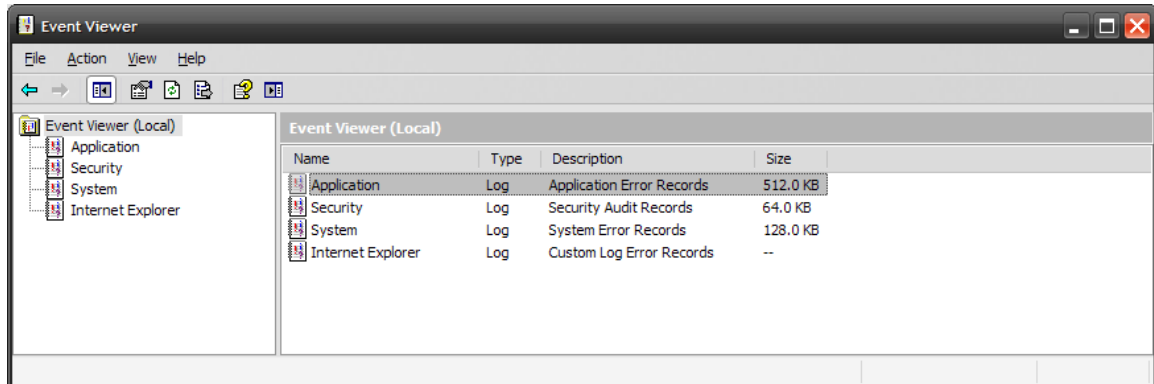 Event Viewer
File Action View Help
Event Viewer (Local)
Application
Security
System
Internet Explorer
Event Viewer (Local)
Name Type Description Size
Application Log Application Error Records 512.0 KB
Security Log Security Audit Records 64.0 KB
System Log System Error Records 128.0 KB
Internet Explorer Log Custom Log Error Records --